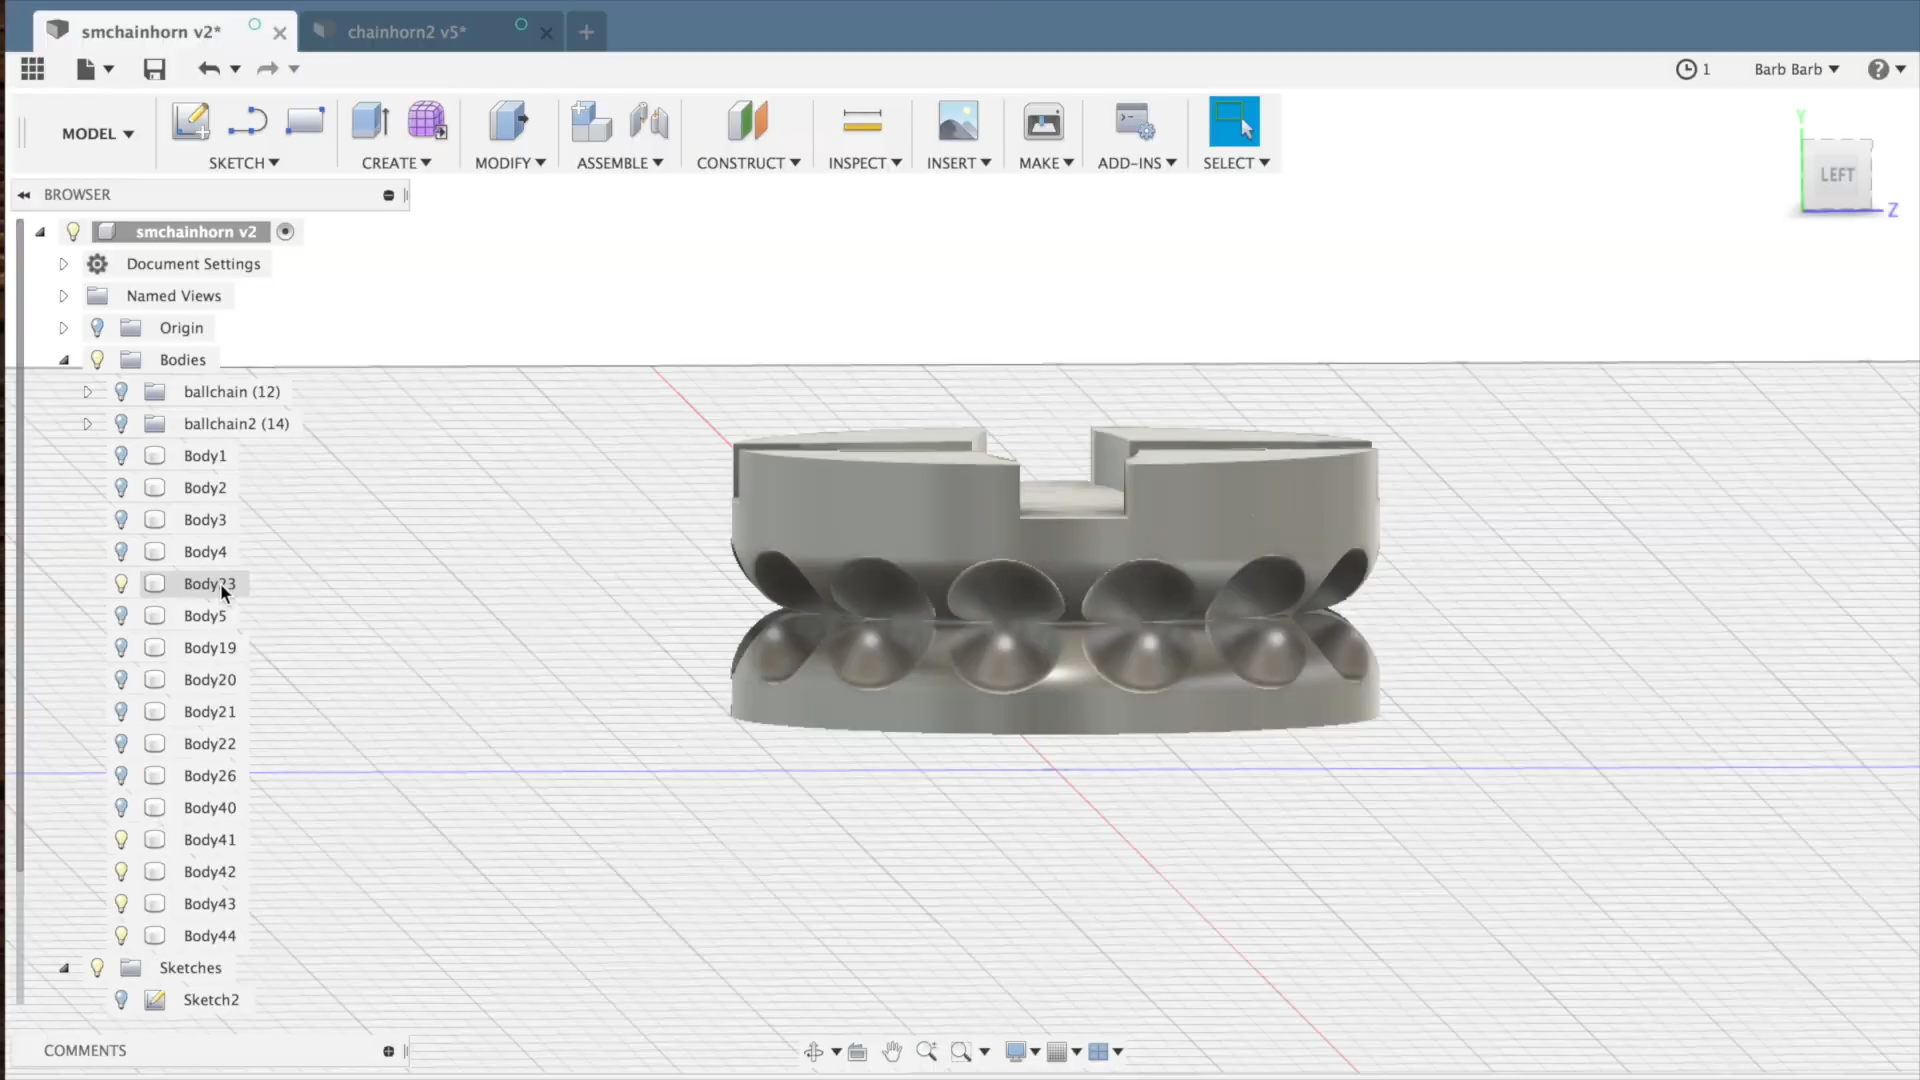 smchainhorn v2*
chainhorn2 v5*
1
Barb Barb
MODEL
SKETCH
CREATE
MODIFY
ASSEMBLE
CONSTRUCT
INSPECT
INSERT
MAKE
ADD-INS
SELECT
Y
LEFT
Z
BROWSER
smchainhorn v2
Document Settings
Named Views
Origin
Bodies
ballchain (12)
ballchain2 (14)
Body1
Body2
Body3
Body4
Body23
Body5
Body19
Body20
Body21
Body22
Body26
Body40
Body41
Body42
Body43
Body44
Sketches
Sketch2
COMMENTS